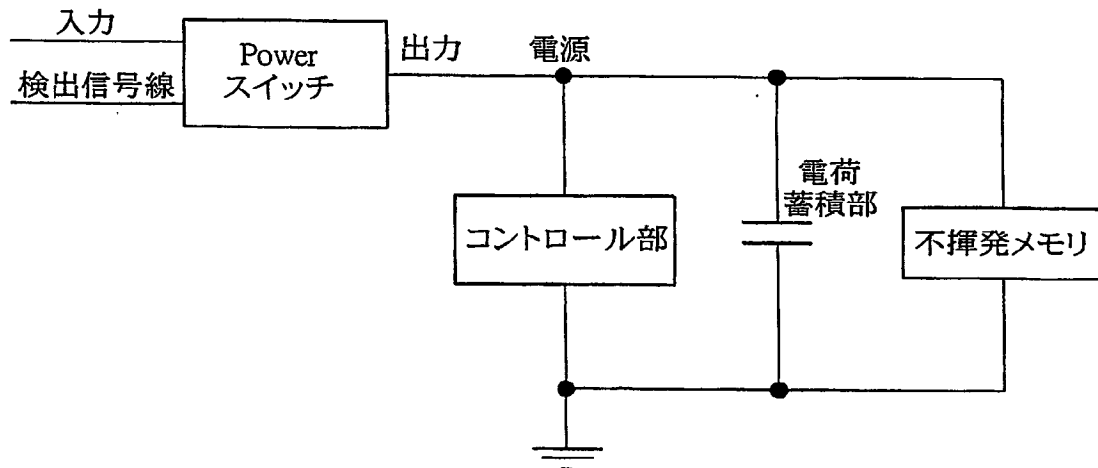 入力
検出信号線
Power
スイッチ
出力
電源
コントロール部
電荷
蓄積部
不揮発メモリ